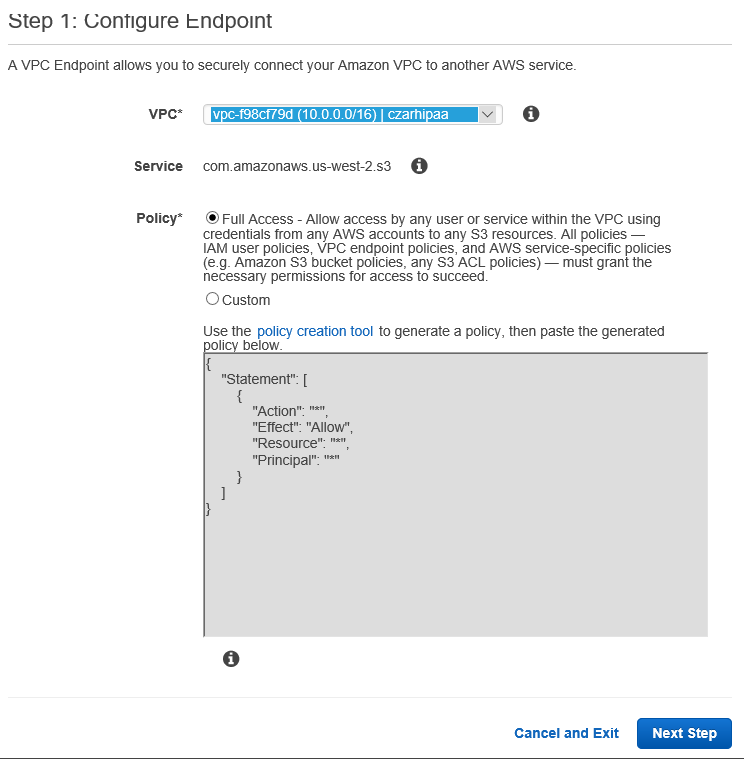 Step 1: Configure Endpoint
A VPC Endpoint allows you to securely connect your Amazon VPC to another AWS service.
VPC* vpc-f98cf79d (10.0.0.0/16) | czarhipaa
Service com.amazonaws.us-west-2.s3
Policy* Full Access - Allow access by any user or service within the VPC using
credentials from any AWS accounts to any S3 resources. All policies —
IAM user policies, VPC endpoint policies, and AWS service-specific policies
(e.g. Amazon S3 bucket policies, any S3 ACL policies) — must grant the
necessary permissions for access to succeed.
Custom
Use the policy creation tool to generate a policy, then paste the generated
policy below.
{
"Statement": [
{
"Action": "*",
"Effect": "Allow",
"Resource": "*",
"Principal": "*"
}
]
}
Cancel and Exit Next Step